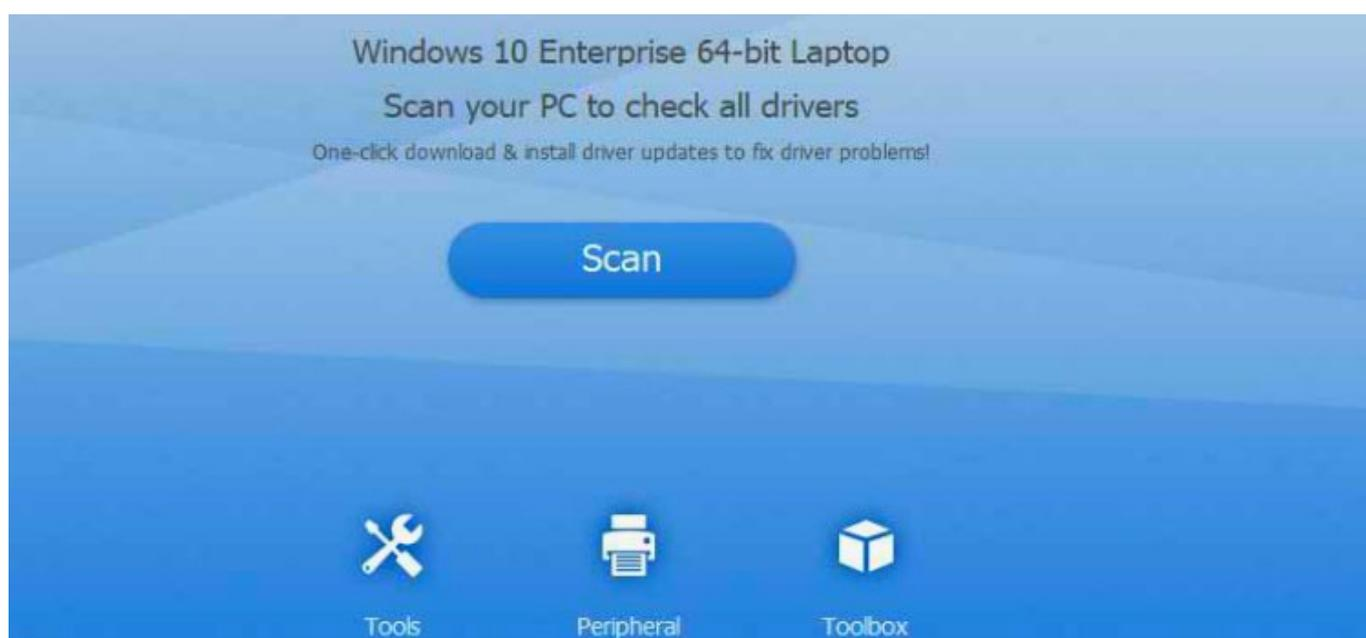 Windows 10 Enterprise 64-bit Laptop
Scan your PC to check all drivers
One-click download & install driver updates to fix driver problems!
Scan
Tools
Peripheral
Toolbox